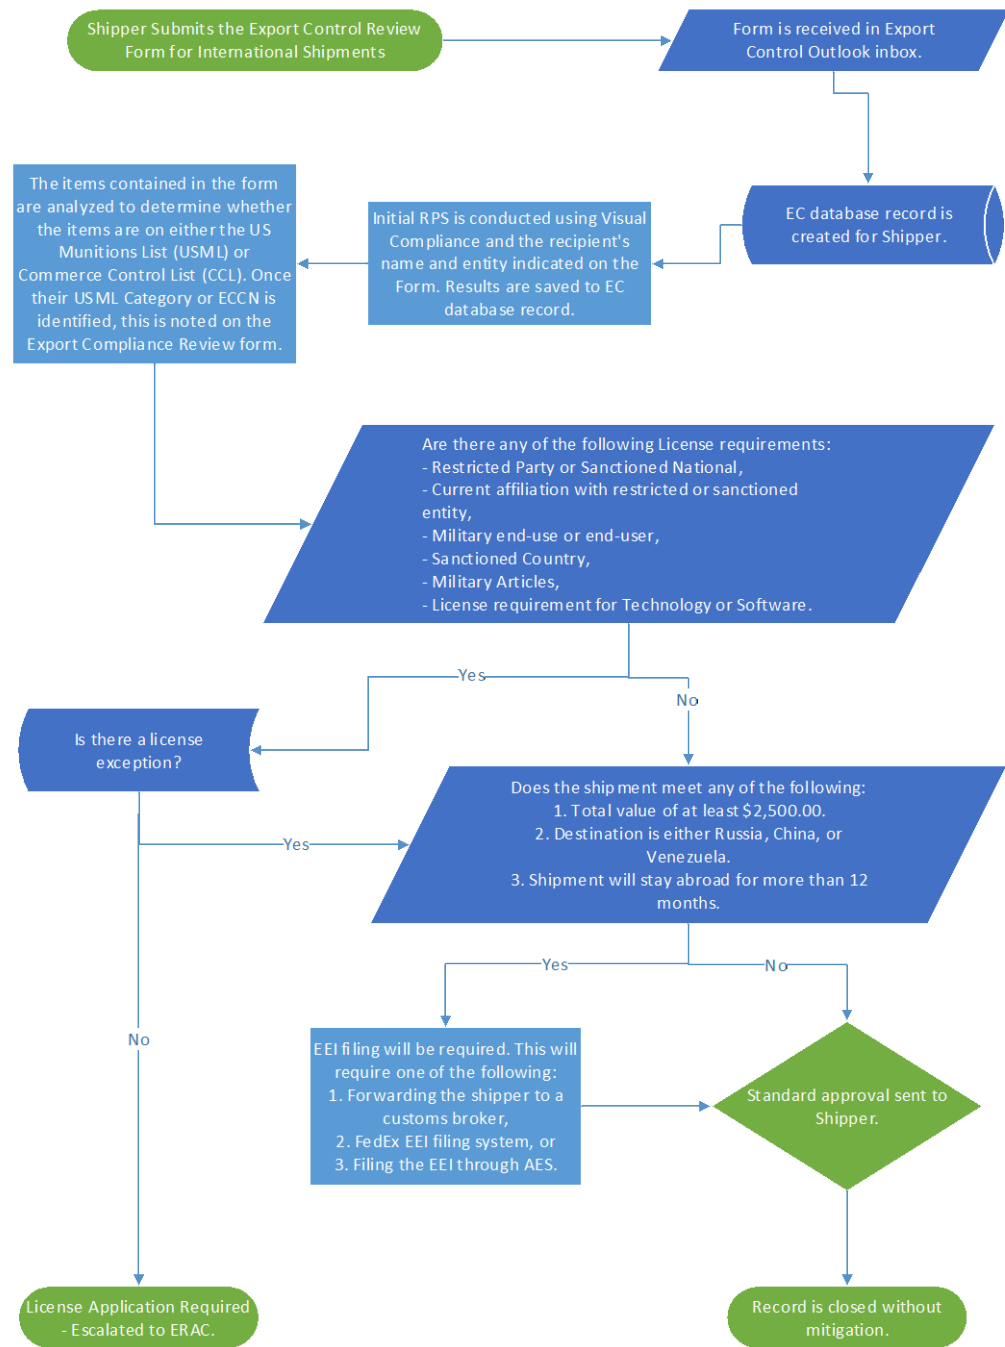 Shipper Submits the Export Control Review
Form for International Shipments
Form is received in Export
Control Outlook inbox.
EC database record is
created for Shipper.
Initial RPS is conducted using Visual
Compliance and the recipient's
name and entity indicated on the
Form. Results are saved to EC
database record.
The items contained in the form
are analyzed to determine whether
the items are on either the US
Munitions List (USML) or
Commerce Control List (CCL). Once
their USML Category or ECCN is
identified, this is noted on the
Export Compliance Review form.
Are there any of the following License requirements:
- Restricted Party or Sanctioned National,
- Current affiliation with restricted or sanctioned
entity,
- Military end-use or end-user,
- Sanctioned Country,
- Military Articles,
- License requirement for Technology or Software.
Yes
No
Is there a license
exception?
Yes
No
Does the shipment meet any of the following:
1. Total value of at least $2,500.00.
2. Destination is either Russia, China, or
Venezuela.
3. Shipment will stay abroad for more than 12
months.
Yes
No
EEI filing will be required. This will
require one of the following:
1. Forwarding the shipper to a
customs broker,
2. FedEx EEI filing system, or
3. Filing the EEI through AES.
Standard approval sent to
Shipper.
License Application Required
- Escalated to ERAC.
Record is closed without
mitigation.